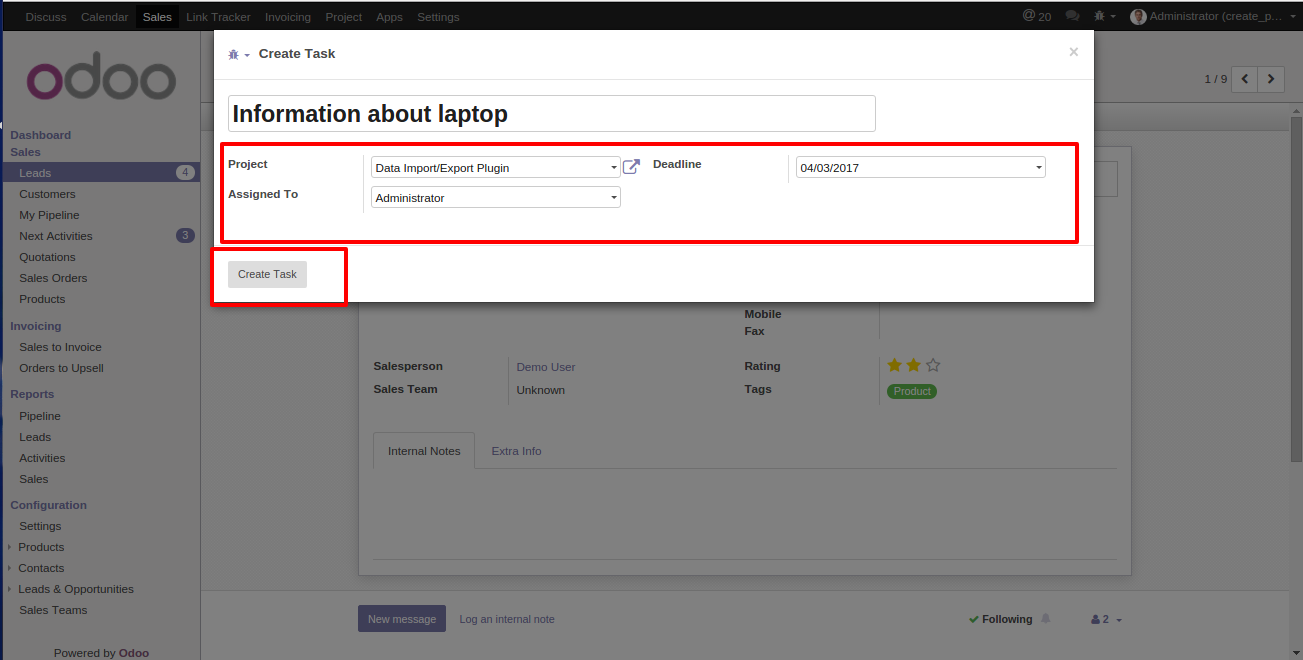 Discuss Calendar Sales Link Tracker Invoicing Project Apps Settings
@ 20 Administrator (create_p...
odoo
Create Task
×
Information about laptop
Project
Data Import/Export Plugin
Deadline
04/03/2017
Assigned To
Administrator
Create Task
1 / 9
Dashboard
Sales
Leads 4
Customers
My Pipeline
Next Activities 3
Quotations
Sales Orders
Products
Invoicing
Sales to Invoice
Orders to Upsell
Reports
Pipeline
Leads
Activities
Sales
Configuration
Settings
Products
Contacts
Leads & Opportunities
Sales Teams
Powered by Odoo
Mobile
Fax
Salesperson
Demo User
Rating
Sales Team
Unknown
Tags
Product
Internal Notes
Extra Info
New message
Log an internal note
Following
2